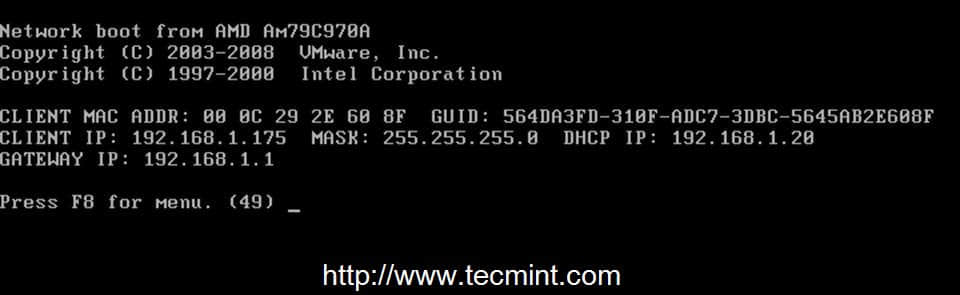 Network boot from AMD Am79C970A
Copyright (C) 2003-2008  VMware, Inc.
Copyright (C) 1997-2000  Intel Corporation
CLIENT MAC ADDR: 00 0C 29 2E 60 8F  GUID: 564DA3FD-310F-ADC7-3DBC-5645AB2E608F
CLIENT IP: 192.168.1.175  MASK: 255.255.255.0  DHCP IP: 192.168.1.20
GATEWAY IP: 192.168.1.1
Press F8 for menu. (49) _
http://www.tecmint.com